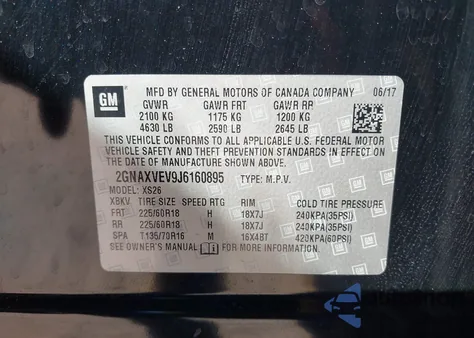 GM
MFD BY GENERAL MOTORS OF CANADA COMPANY 06/17
GVWR GAWR FRT GAWR RR
2100 KG 1175 KG 1200 KG
4630 LB 2590 LB 2645 LB
THIS VEHICLE CONFORMS TO ALL APPLICABLE U.S. FEDERAL MOTOR
VEHICLE SAFETY AND THEFT PREVENTION STANDARDS IN EFFECT
ON THE DATE OF MANUFACTURE SHOWN ABOVE.
2GNAXVEV9J6160895 TYPE: M.P.V.
MODEL: XS26
XBKV TIRE SIZE SPEED RTG RIM COLD TIRE PRESSURE
FRT 225/60R18 H 18X7J 240KPA(35PSI)
RR 225/60R18 H 18X7J 240KPA(35PSI)
SPA T135/70R16 M 16X4BT 420KPA(60PSI)
SEE OWNER'S MANUAL FOR MORE INFORMATION